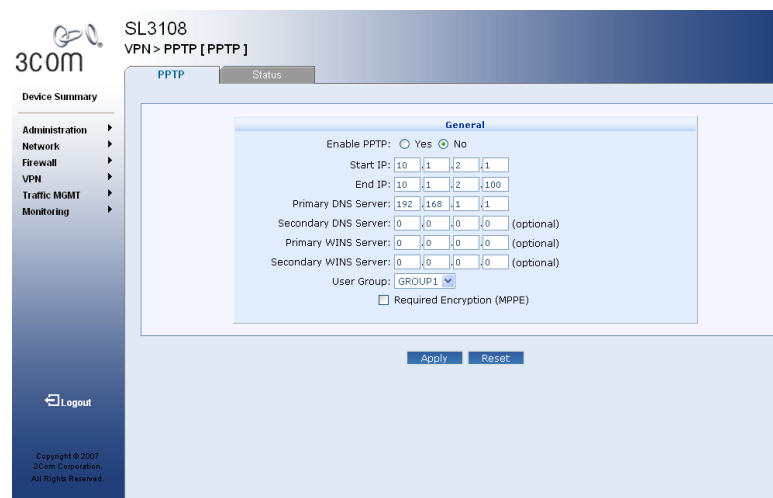 3COM
SL3108
VPN > PPTP [ PPTP ]
PPTP
Status
Device Summary
Administration
Network
Firewall
VPN
Traffic MGMT
Monitoring
Logout
Copyright © 2007
3Com Corporation.
All Rights Reserved.
General
Enable PPTP: Yes No
Start IP: 10 .1 .2 .1
End IP: 10 .1 .2 .100
Primary DNS Server: 192 .168 .1 .1
Secondary DNS Server: 0 .0 .0 .0 (optional)
Primary WINS Server: 0 .0 .0 .0 (optional)
Secondary WINS Server: 0 .0 .0 .0 (optional)
User Group: GROUP1
Required Encryption (MPPE)
Apply
Reset